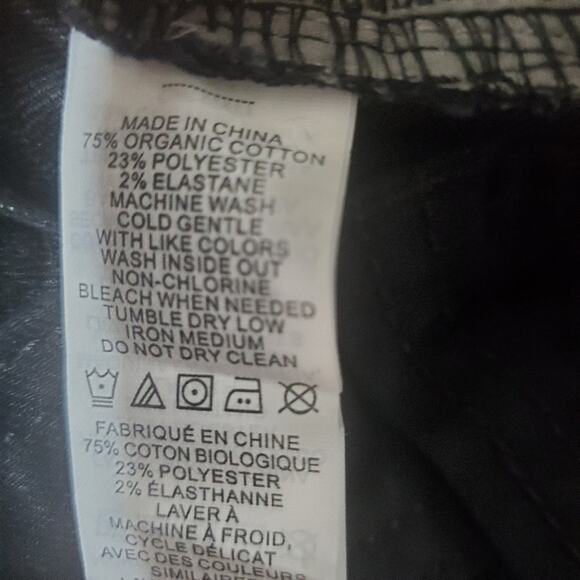 MADE IN CHINA
75% ORGANIC COTTON
23% POLYESTER
2% ELASTANE
MACHINE WASH
COLD GENTLE
WITH LIKE COLORS
WASH INSIDE OUT
NON-CHLORINE
BLEACH WHEN NEEDED
TUMBLE DRY LOW
IRON MEDIUM
DO NOT DRY CLEAN
FABRIQUÉ EN CHINE
75% COTON BIOLOGIQUE
23% POLYESTER
2% ÉLASTHANNE
LAVER À
MACHINE À FROID,
CYCLE DÉLICAT
AVEC DES COULEURS
SIMILAIRES